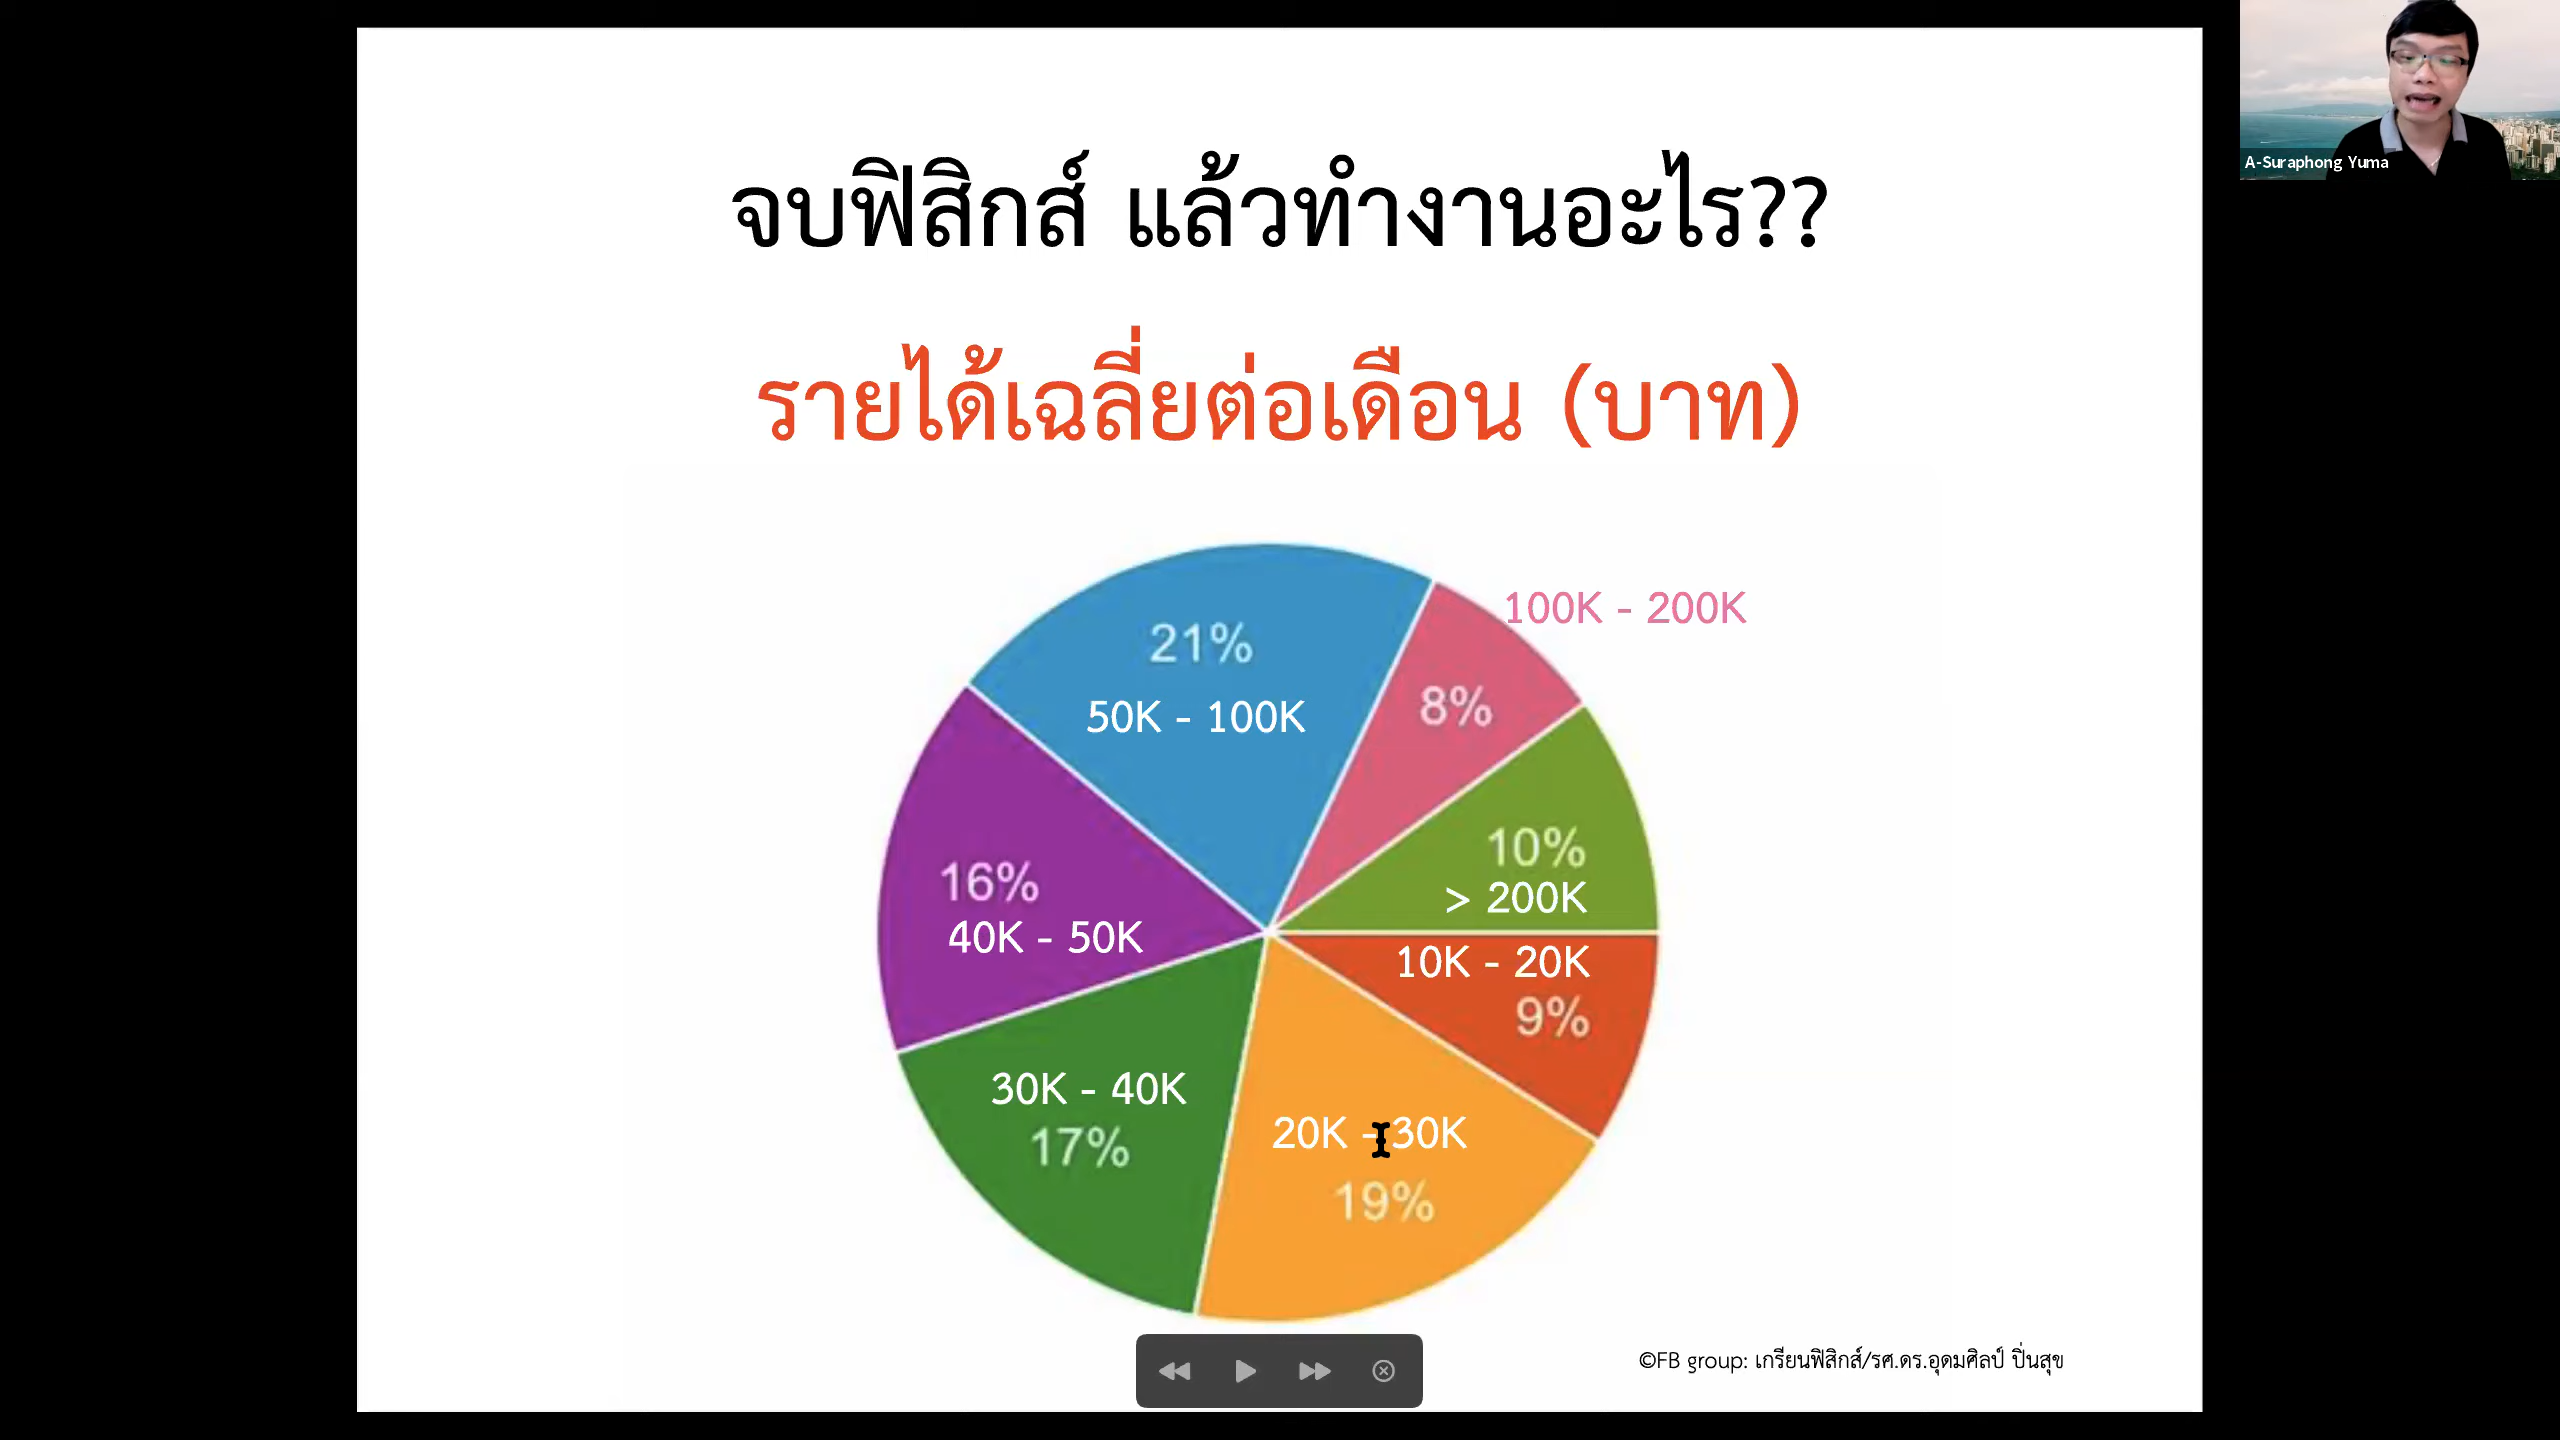 จบฟิสิกส์ แล้วทำงานอะไร??
A-Suraphong Yuma
รายได้เฉลี่ยต่อเดือน (บาท)
100K - 200K
21%
50K - 100K
8%
10%
> 200K
16%
40K - 50K
10K - 20K
9%
30K - 40K
17%
20K - 30K
19%
©FB group: เกรียนฟิสิกส์/รศ.ดร.อุดมศิลป์ ปิ่นสุข